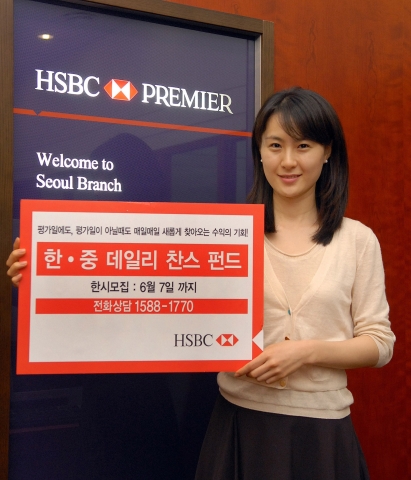 HSBC PREMIER
Welcome to
Seoul Branch
평가일에도, 평가일이 아닐때도 매일매일 새롭게 찾아오는 수익의 기회!
한·중 데일리 찬스 펀드
한시모집 : 6월 7일 까지
전화상담 1588-1770
HSBC